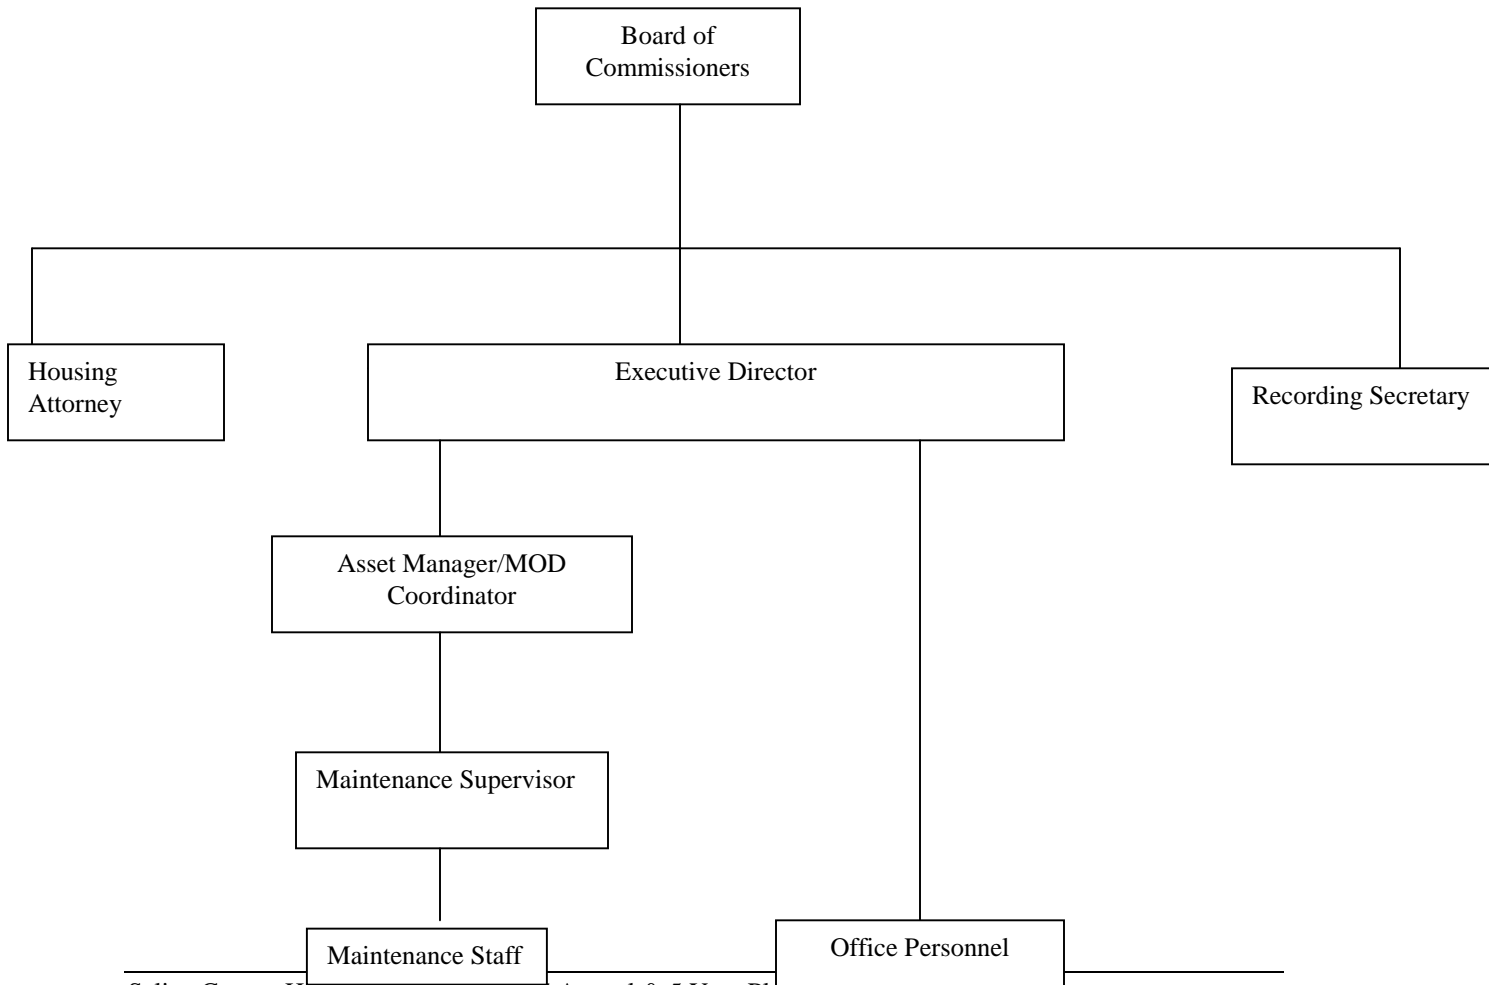 Board of
Commissioners
Housing
Attorney
Executive Director
Recording Secretary
Asset Manager/MOD
Coordinator
Maintenance Supervisor
Maintenance Staff
Office Personnel